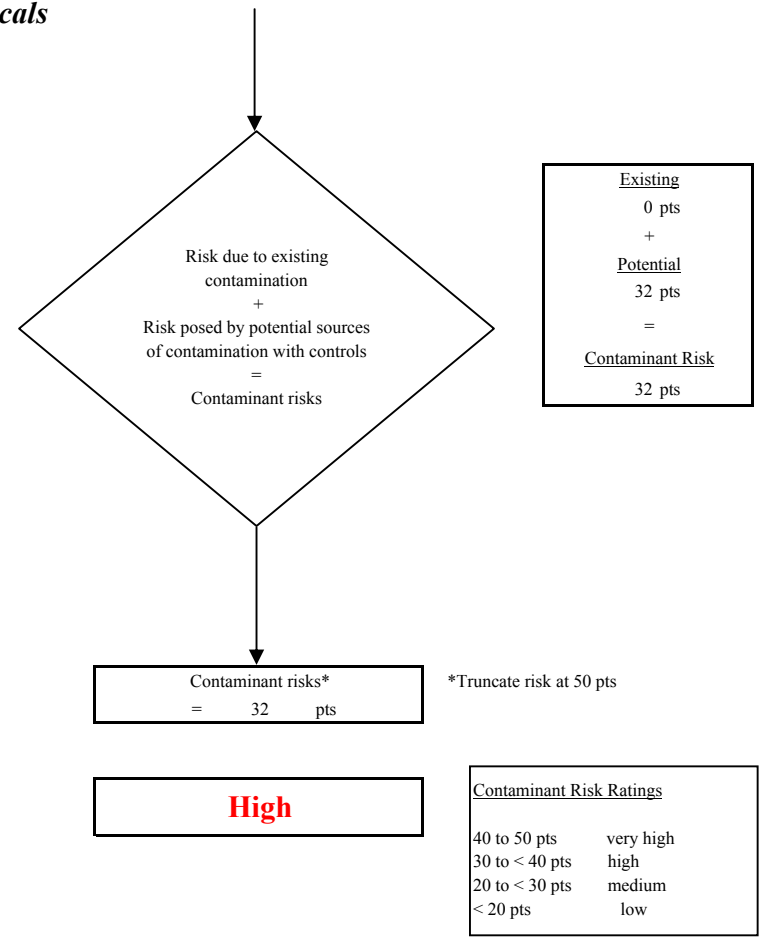 cals
Risk due to existing
contamination
+
Risk posed by potential sources
of contamination with controls
=
Contaminant risks
Existing
0 pts
+
Potential
32 pts
=
Contaminant Risk
32 pts
Contaminant risks*
= 32 pts
*Truncate risk at 50 pts
High
Contaminant Risk Ratings
40 to 50 pts very high
30 to < 40 pts high
20 to < 30 pts medium
< 20 pts low